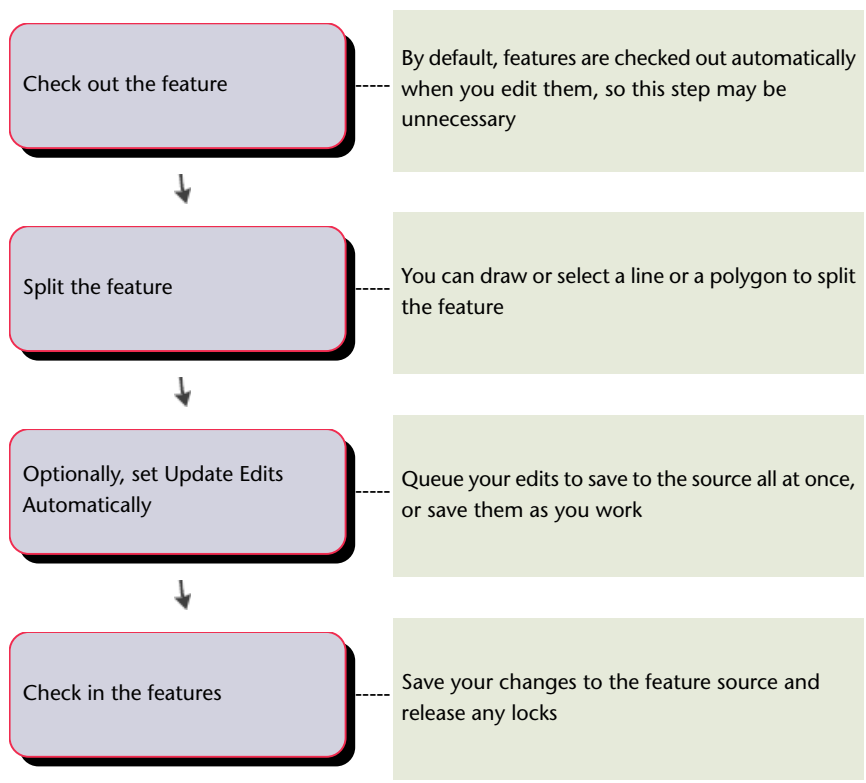 Check out the feature
By default, features are checked out automatically
when you edit them, so this step may be
unnecessary
Split the feature
You can draw or select a line or a polygon to split
the feature
Optionally, set Update Edits
Automatically
Queue your edits to save to the source all at once,
or save them as you work
Check in the features
Save your changes to the feature source and
release any locks